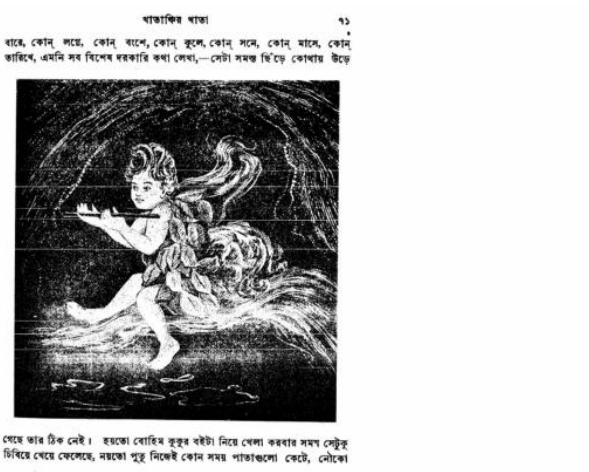 খাতাঞ্চির খাতা ৭১
বারে, কোন্ লগ্নে, কোন্ বংশে, কোন্ কুলে, কোন্ সনে, কোন্ মাসে, কোন্
তারিখে, এমনি সব বিশেষ দরকারি কথা লেখা,—সেটা সমস্ত ছিঁড়ে কোথায় উড়ে
গেছে তার ঠিক নেই। হয়তো বোহিম কুকুর বইটা নিয়ে খেলা করবার সময় সেটুকু
চিবিয়ে খেয়ে ফেলেছে, নয়তো পুতু নিজেই কোন সময় পাতাগুলো কেটে, নৌকো